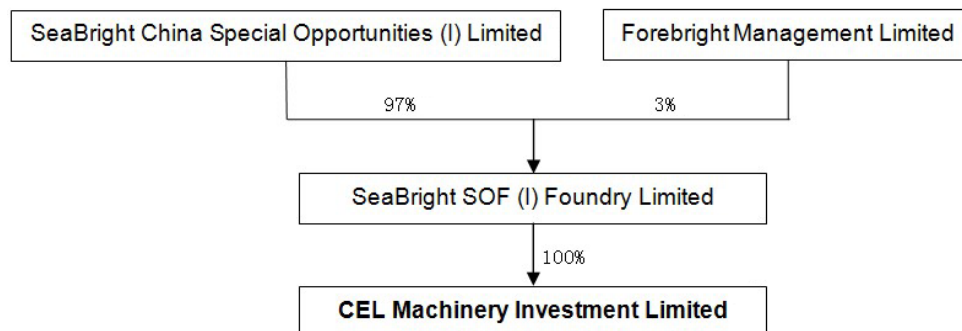 SeaBright China Special Opportunities (I) Limited
Forebright Management Limited
97%
3%
SeaBright SOF (I) Foundry Limited
100%
CEL Machinery Investment Limited